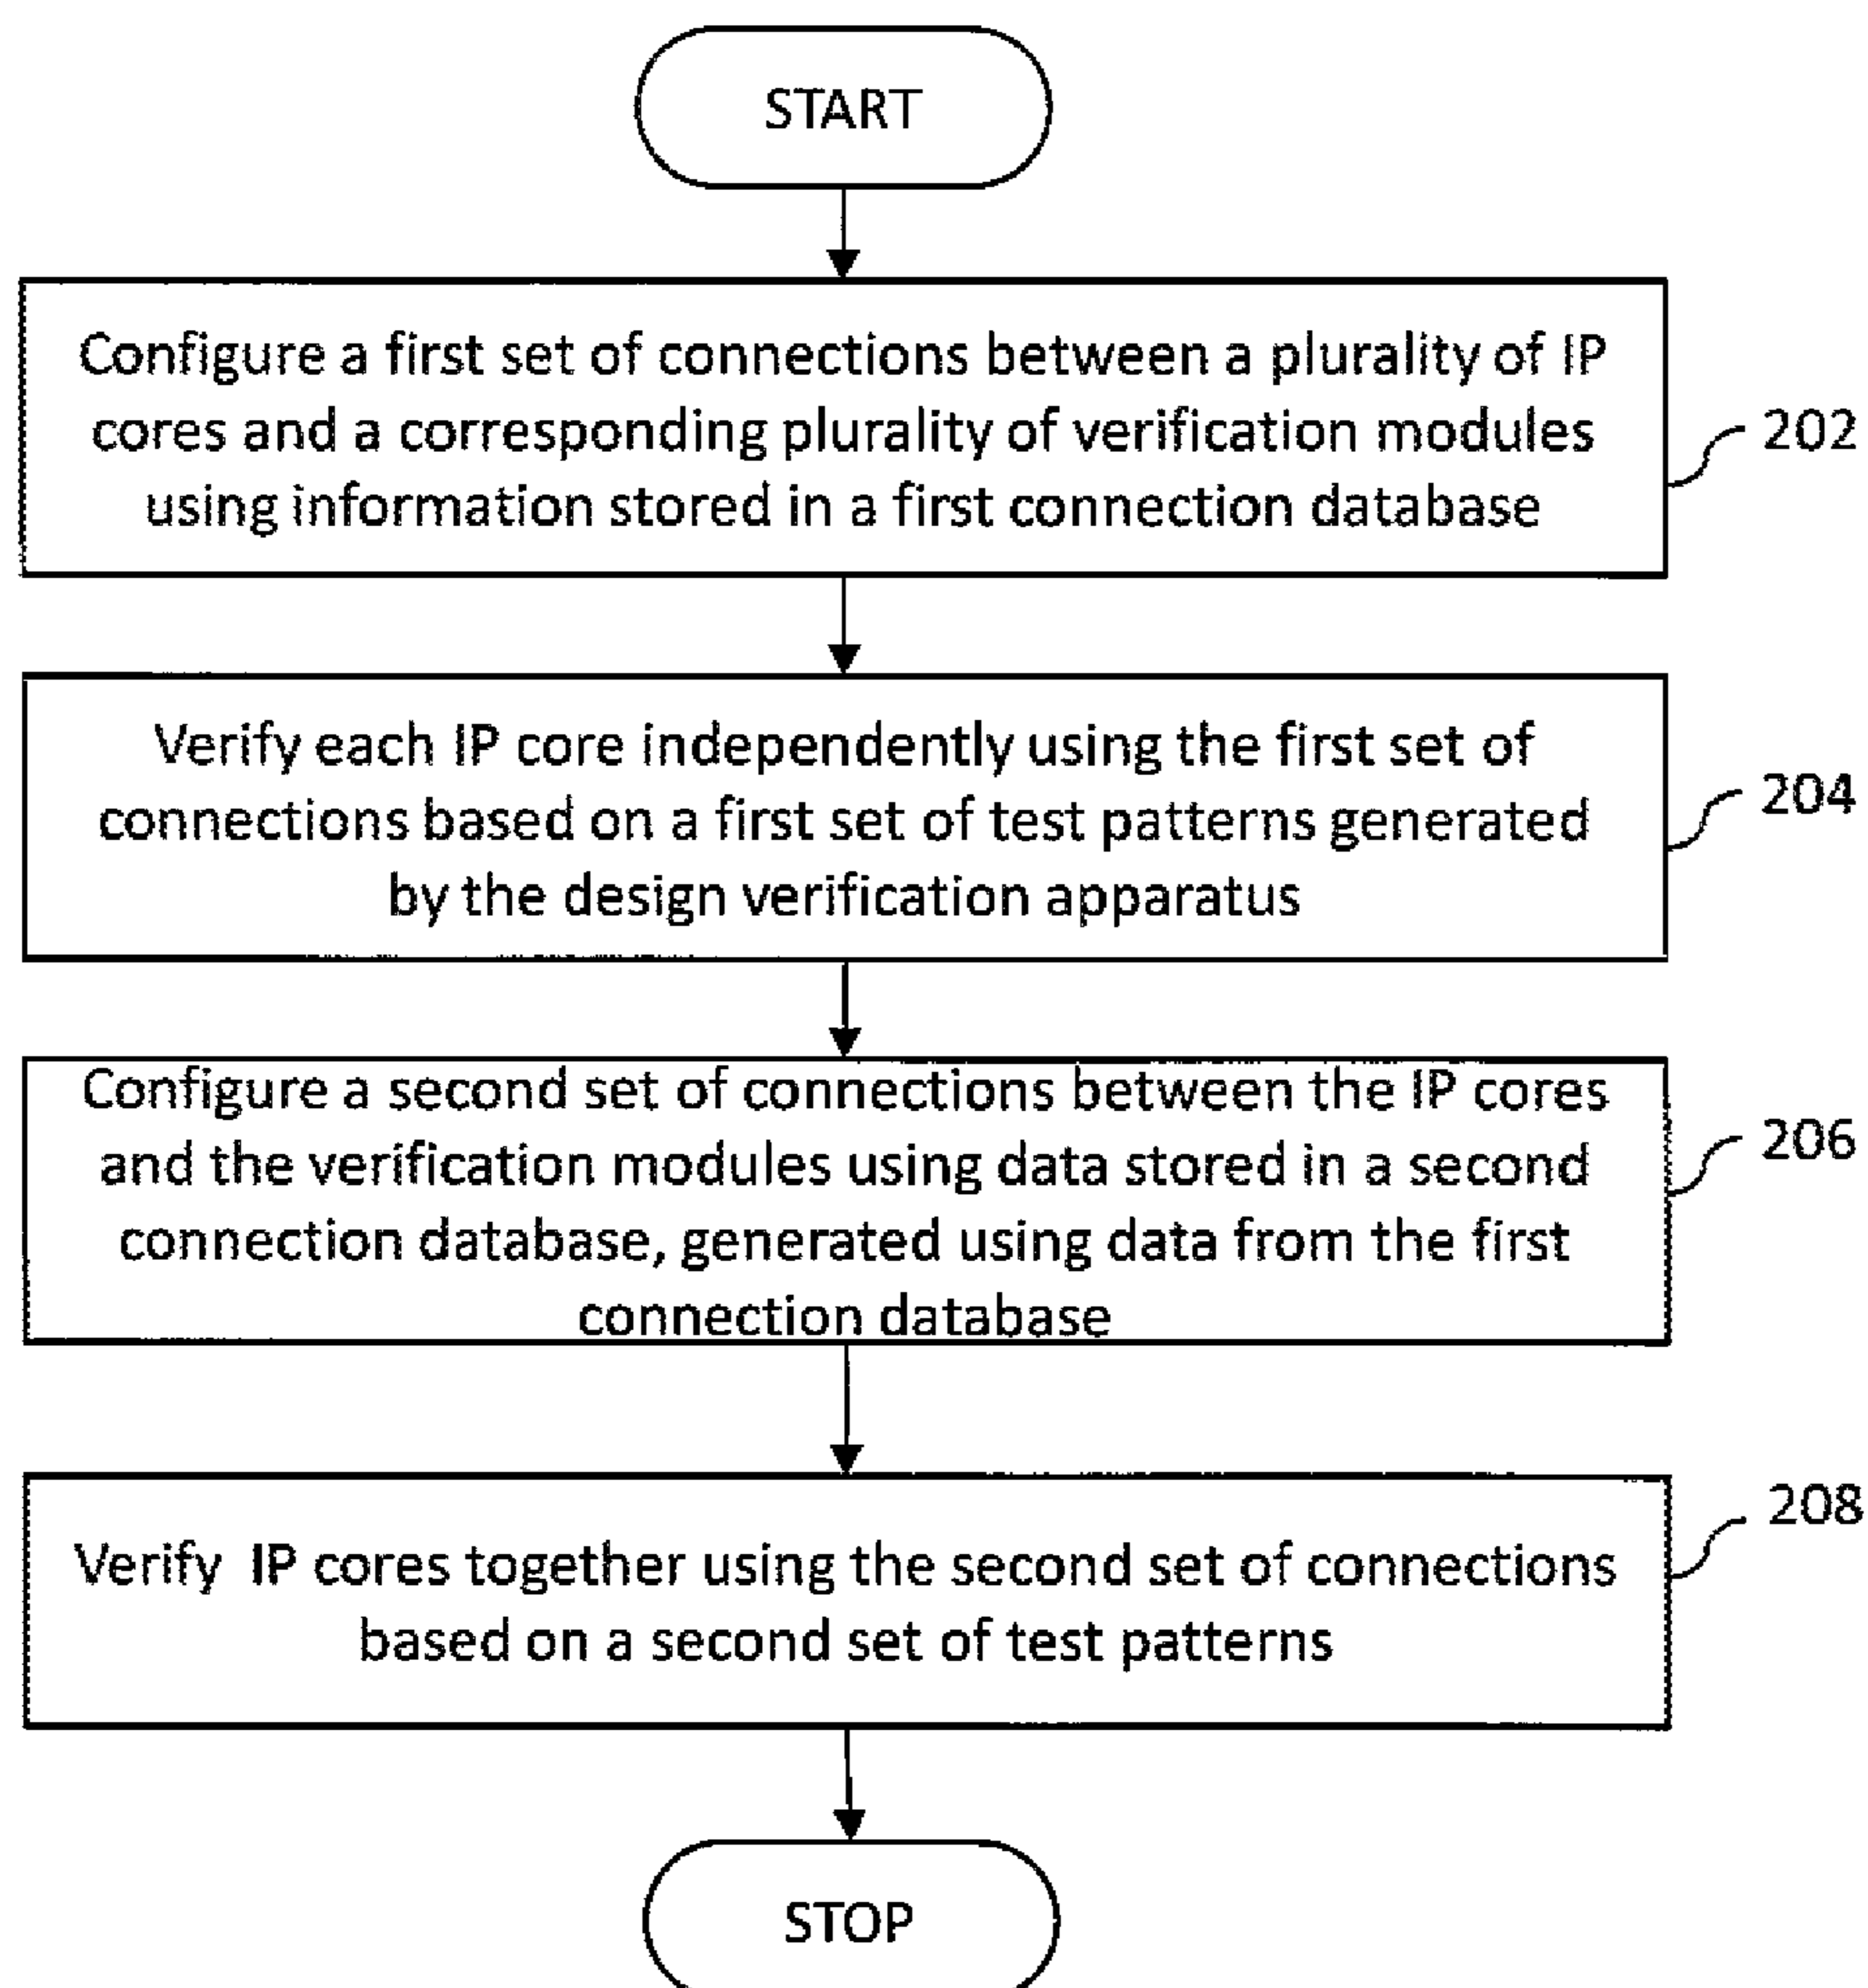 START
Configure a first set of connections between a plurality of IP
cores and a corresponding plurality of verification modules
using information stored in a first connection database
202
Verify each IP core independently using the first set of
connections based on a first set of test patterns generated
by the design verification apparatus
204
Configure a second set of connections between the IP cores
and the verification modules using data stored in a second
connection database, generated using data from the first
connection database
206
Verify IP cores together using the second set of connections
based on a second set of test patterns
208
STOP